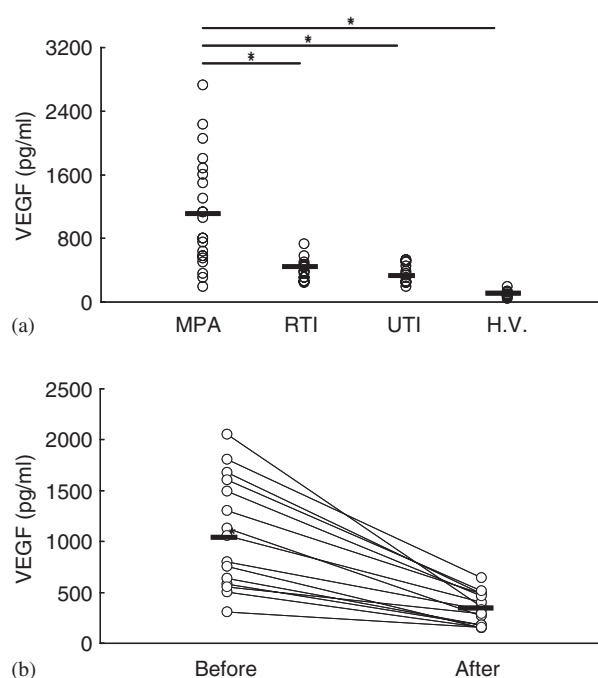 *
*
*
3200
2400
1600
800
0
VEGF (pg/ml)
(a)
MPA RTI UTI H.V.
2500
2000
1500
1000
500
0
VEGF (pg/ml)
*
(b)
Before After